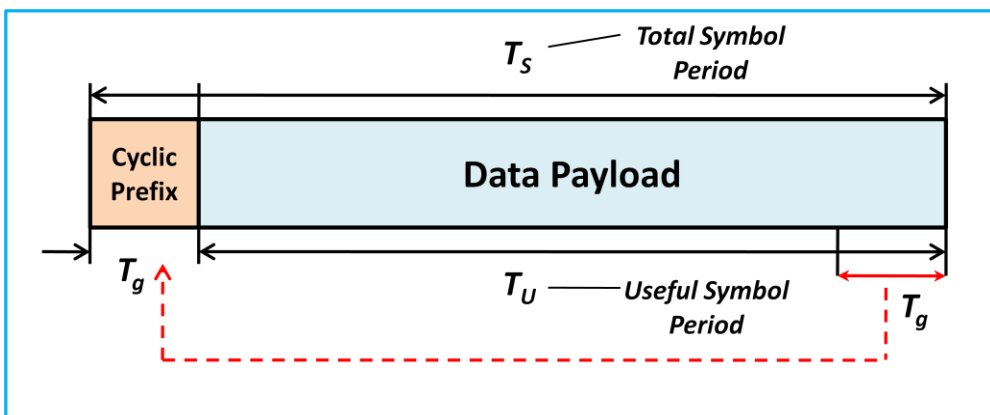 Total Symbol
T_S
Period
Cyclic
Prefix
Data Payload
T_g
T_U
Useful Symbol
Period
T_g